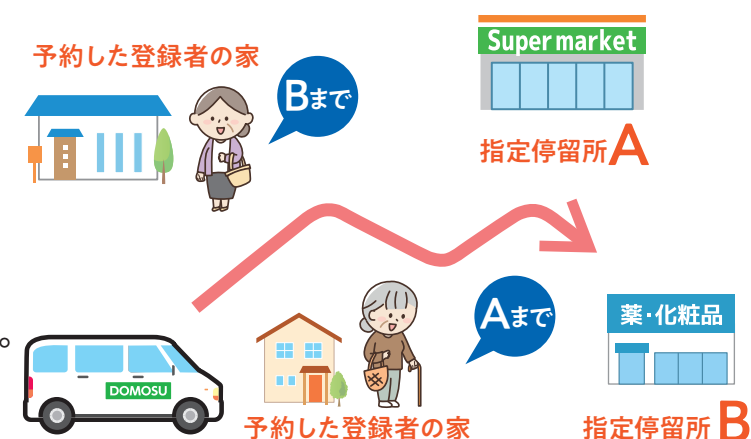 予約した登録者の家
Bまで
Super market
指定停留所A
。
DOMOSU
Aまで
予約した登録者の家
薬・化粧品
指定停留所B